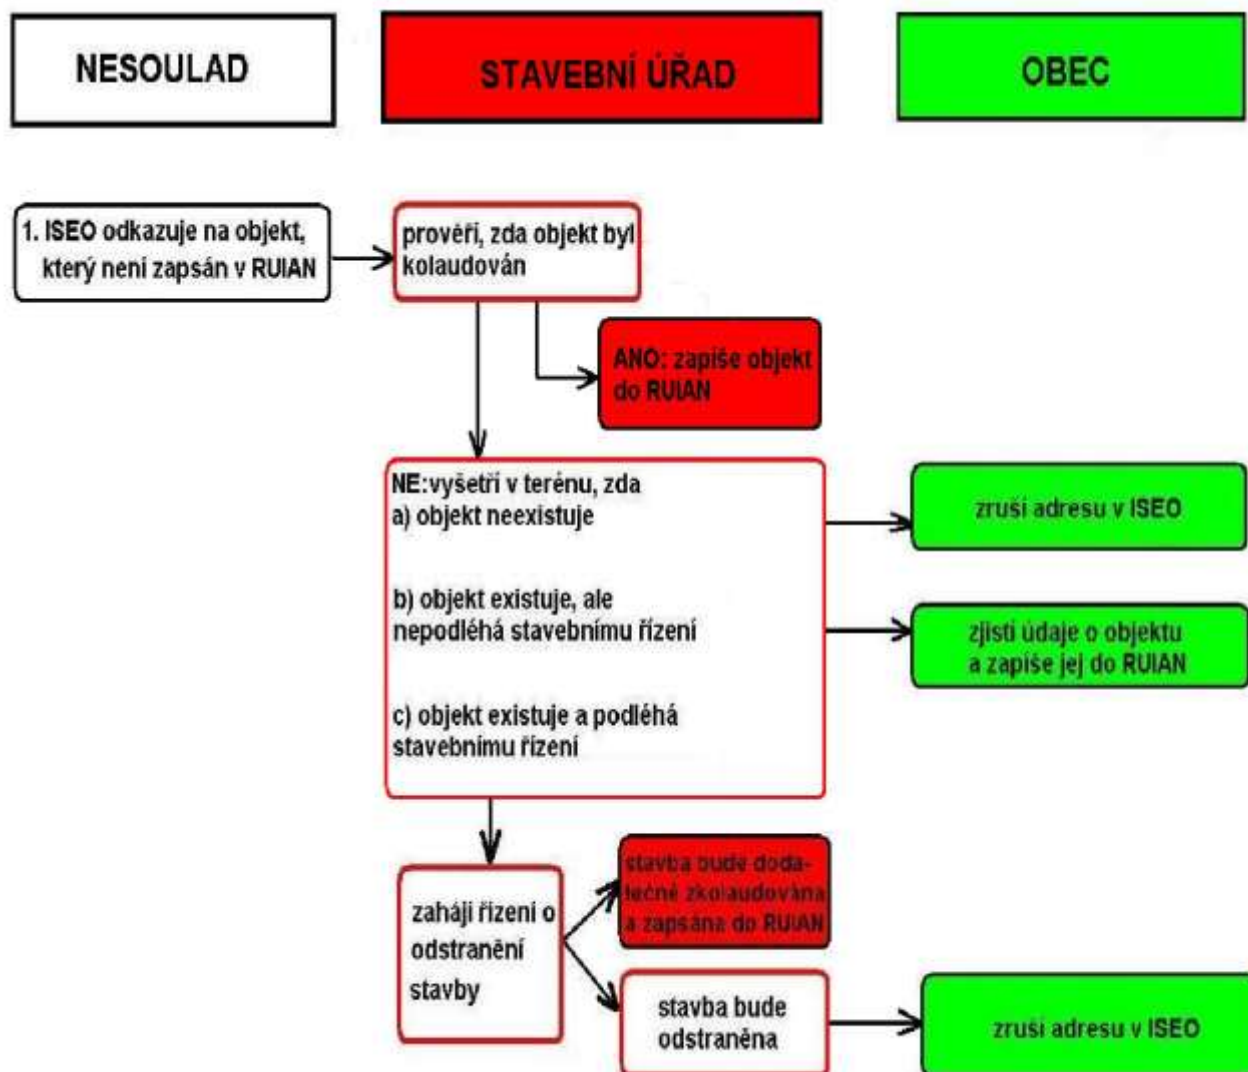 NESOULAD
STAVEBNÍ ÚŘAD
OBEC
1. ISEO odkazuje na objekt,
který není zapsán v RUIAN
prověří, zda objekt byl
kolaudován
ANO: zapíše objekt
do RUIAN
NE:vyšetří v terénu, zda
a) objekt neexistuje
b) objekt existuje, ale
nepodléhá stavebnímu řízení
c) objekt existuje a podléhá
stavebnímu řízení
zruší adresu v ISEO
zjistí údaje o objektu
a zapíše jej do RUIAN
zahájí řízení o
odstranění
stavby
stavba bude doda-
tečně zkolaudována
a zapsána do RUIAN
stavba bude
odstraněna
zruší adresu v ISEO